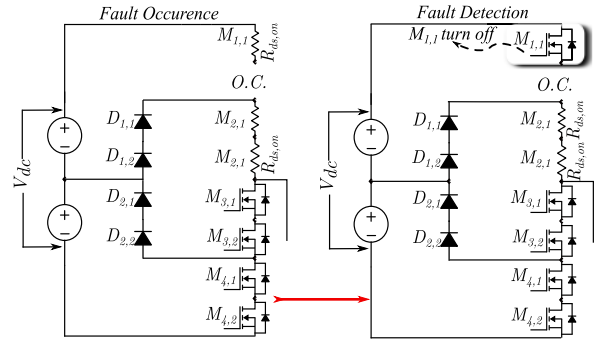 Fault Occurence
M1,1
Rds,on
O.C.
D1,1
M2,1
Rds,on
D1,2
M2,1
Vdc
D2,1
M3,1
D2,2
M3,2
M4,1
M4,2
Fault Detection
M1,1 turn off
M1,1
O.C.
D1,1
M2,1
Rds,on
D1,2
M2,1
Rds,on
Vdc
D2,1
M3,1
D2,2
M3,2
M4,1
M4,2